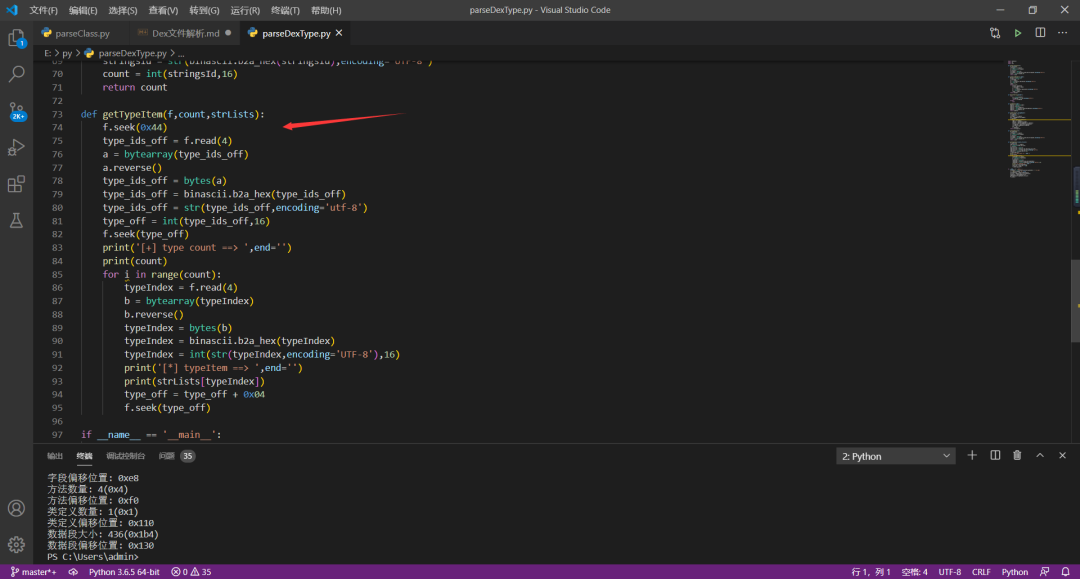 文件(F) 编辑(E) 选择(S) 查看(V) 转到(G) 运行(R) 终端(T) 帮助(H) parseDexType.py - Visual Studio Code
parseClass.py Dex文件解析.md parseDexType.py
E: > py > parseDexType.py > ...
69 stringsId = str(binascii.b2a_hex(stringsId),encoding='UTF-8')
70 count = int(stringsId,16)
71 return count
72
73 def getTypeItem(f,count,strLists):
74 f.seek(0x44)
75 type_ids_off = f.read(4)
76 a = bytearray(type_ids_off)
77 a.reverse()
78 type_ids_off = bytes(a)
79 type_ids_off = binascii.b2a_hex(type_ids_off)
80 type_ids_off = str(type_ids_off,encoding='utf-8')
81 type_off = int(type_ids_off,16)
82 f.seek(type_off)
83 print('[+] type count ==> ',end='')
84 print(count)
85 for i in range(count):
86 typeIndex = f.read(4)
87 b = bytearray(typeIndex)
88 b.reverse()
89 typeIndex = bytes(b)
90 typeIndex = binascii.b2a_hex(typeIndex)
91 typeIndex = int(str(typeIndex,encoding='UTF-8'),16)
92 print('[*] typeItem ==> ',end='')
93 print(strLists[typeIndex])
94 type_off = type_off + 0x04
95 f.seek(type_off)
96
97 if __name__ == '__main__':
输出 终端 调试控制台 问题 35 2: Python
字段偏移位置: 0xe8
方法数量: 4(0x4)
方法偏移位置: 0xf0
类定义数量: 1(0x1)
类定义偏移位置: 0x110
数据段大小: 436(0x1b4)
数据段偏移位置: 0x130
PS C:\Users\admin>
1
2K+
master*+ Python 3.6.5 64-bit 0 35 行 1, 列 1 空格: 4 UTF-8 CRLF Python